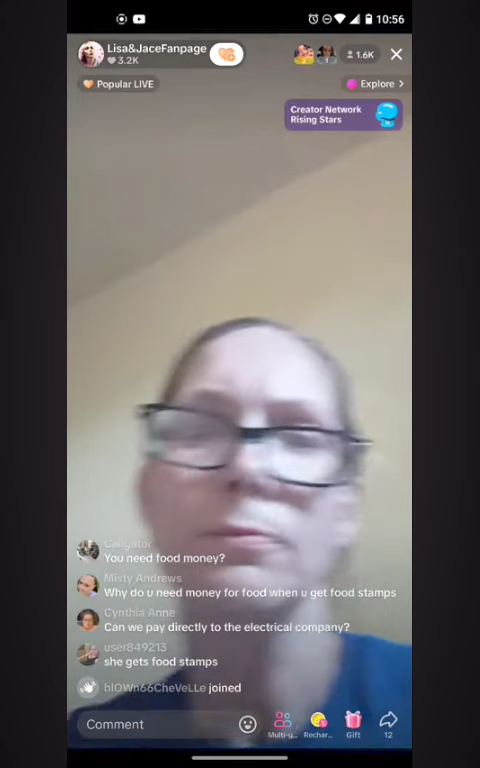 10:56
Lisa&JaceFanpage
3.2K
1.6K
Popular LIVE
Explore >
Creator Network
Rising Stars
Galigator
You need food money?
Misty Andrews
Why do u need money for food when u get food stamps
Cynthia Anne
Can we pay directly to the electrical company?
user849213
she gets food stamps
blOWn66CheVeLLe joined
Comment
Multi-g...
Rechar...
Gift
12